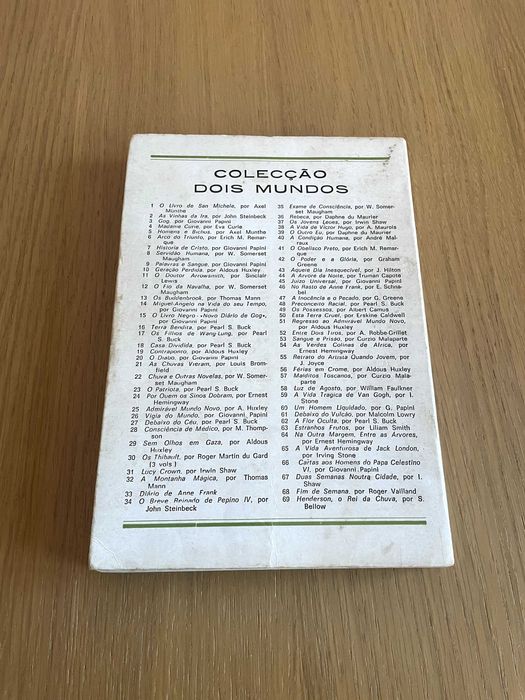 COLECÇÃO
DOIS MUNDOS
1 O Livro de San Michele, por Axel
Munthe
2 As Vinhas da Ira, por John Steinbeck
3 Gog, por Giovanni Papini
4 Madame Curie, por Eva Curie
5 Homens e Bichos, por Axel Munthe
6 Arco do Triunfo, por Erich M. Remar-
que
7 História de Cristo, por Giovanni Papini
8 Servidão Humana, por W. Somerset
Maugham
9 Palavras e Sangue, por Giovanni Papini
10 Geração Perdida, por Aldous Huxley
11 O Doutor Arrowsmith, por Sinclair
Lewis
12 O Fio da Navalha, por W. Somerset
Maugham
13 Os Buddenbrook, por Thomas Mann
14 Miguel-Angelo na Vida do seu Tempo,
por Giovanni Papini
15 O Livro Negro «Novo Diário de Gog»,
por Giovanni Papini
16 Terra Bendita, por Pearl S. Buck
17 Os Filhos de Wang-Lung, por Pearl
S. Buck
18 Casa Dividida, por Pearl S. Buck
19 Contraponto, por Aldous Huxley
20 O Diabo, por Giovanni Papini
21 As Chuvas Vieram, por Louis Brom-
field
22 Chuva e Outras Novelas, por W. Somer-
set Maugham
23 O Patriota, por Pearl S. Buck
24 Por Quem os Sinos Dobram, por Ernest
Hemingway
25 Admirável Mundo Novo, por A. Huxley
26 Vigia do Mundo, por Giovanni Papini
27 Debaixo do Céu, por Pearl S. Buck
28 Consciência de Médico, por M. Thomp-
son
29 Sem Olhos em Gaza, por Aldous
Huxley
30 Os Thibault, por Roger Martin du Gard
(3 vols)
31 Lucy Crown, por Irwin Shaw
32 A Montanha Mágica, por Thomas
Mann
33 Diário de Anne Frank
34 O Breve Reinado de Pepino IV, por
John Steinbeck
35 Exame de Consciência, por W. Somer-
set Maugham
36 Rebeca, por Daphne du Maurier
37 Os Jovens Leões, por Irwin Shaw
38 A Vida de Victor Hugo, por A. Maurois
39 O Outro Eu, por Daphne du Maurier
40 A Condição Humana, por André Mal-
raux
41 O Obelisco Preto, por Erich M. Remar-
que
42 O Poder e a Glória, por Graham
Greene
43 Aquele Dia Inesquecível, por J. Hilton
44 A Árvore da Noite, por Truman Capote
45 Juízo Universal, por Giovanni Papini
46 No Rasto de Anne Frank, por E. Schna-
bel
47 A Inocência e o Pecado, por G. Greene
48 Preconceito Racial, por Pearl S. Buck
49 Os Possessos, por Albert Camus
50 Esta Terra Cruel, por Erskine Caldwell
51 Regresso ao Admirável Mundo Novo,
por Aldous Huxley
52 Entre Dois Tiros, por A. Robbe-Grillet
53 Sangue e Prisão, por Curzio Malaparte
54 As Verdes Colinas de África, por
Ernest Hemingway
55 Retrato do Artista Quando Jovem, por
J. Joyce
56 Férias em Crome, por Aldous Huxley
57 Malditos Toscanos, por Curzio Mala-
parte
58 Luz de Agosto, por William Faulkner
59 A Vida Trágica de Van Gogh, por I.
Stone
60 Um Homem Liquidado, por G. Papini
61 Debaixo do Vulcão, por Malcolm Lowry
62 A Flor Oculta, por Pearl S. Buck
63 Estranhos Frutos, por Lilian Smith
64 Na Outra Margem, Entre as Árvores,
por Ernest Hemingway
65 A Vida Aventurosa de Jack London,
por Irving Stone
66 Cartas aos Homens do Papa Celestino
VI, por Giovanni Papini
67 Duas Semanas Noutra Cidade, por I.
Shaw
68 Fim de Semana, por Roger Vailland
69 Henderson, o Rei da Chuva, por S.
Bellow